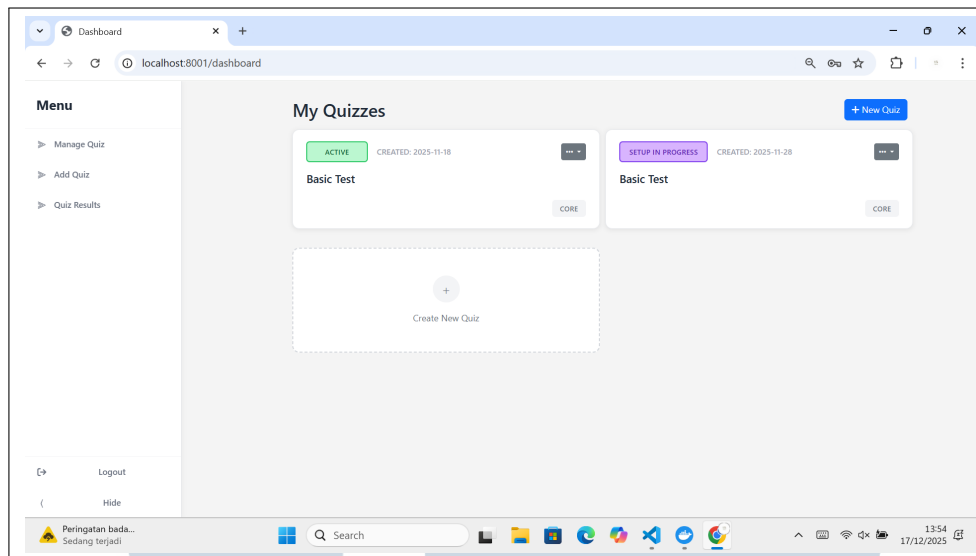 Dashboard
localhost:8001/dashboard
Menu
Manage Quiz
Add Quiz
Quiz Results
My Quizzes
+ New Quiz
ACTIVE CREATED: 2025-11-18
Basic Test
CORE
SETUP IN PROGRESS CREATED: 2025-11-28
Basic Test
CORE
+
Create New Quiz
Logout
Hide
Peringatan bada...
Sedang terjadi
Search
13:54
17/12/2025